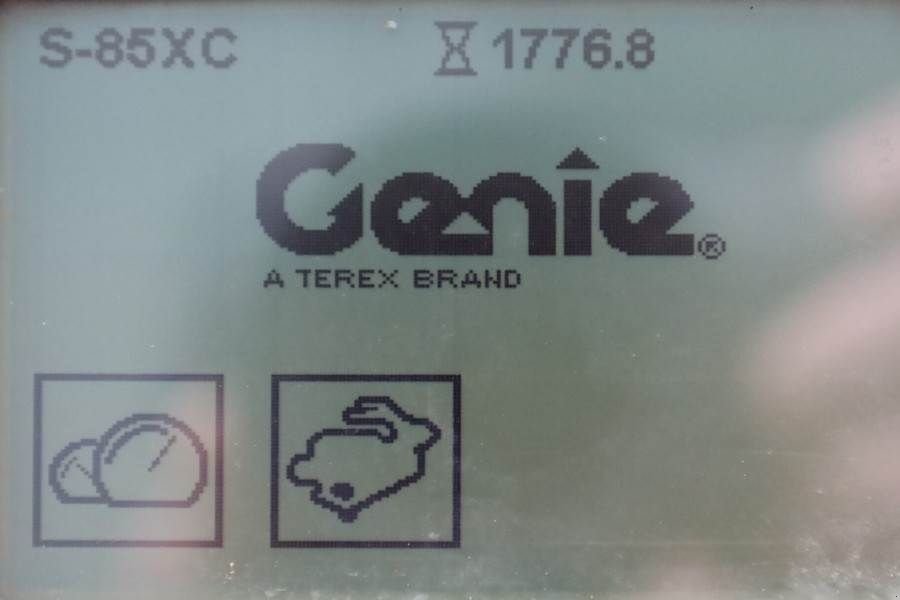 S-85XC 1776.8
Genie®
A TEREX BRAND